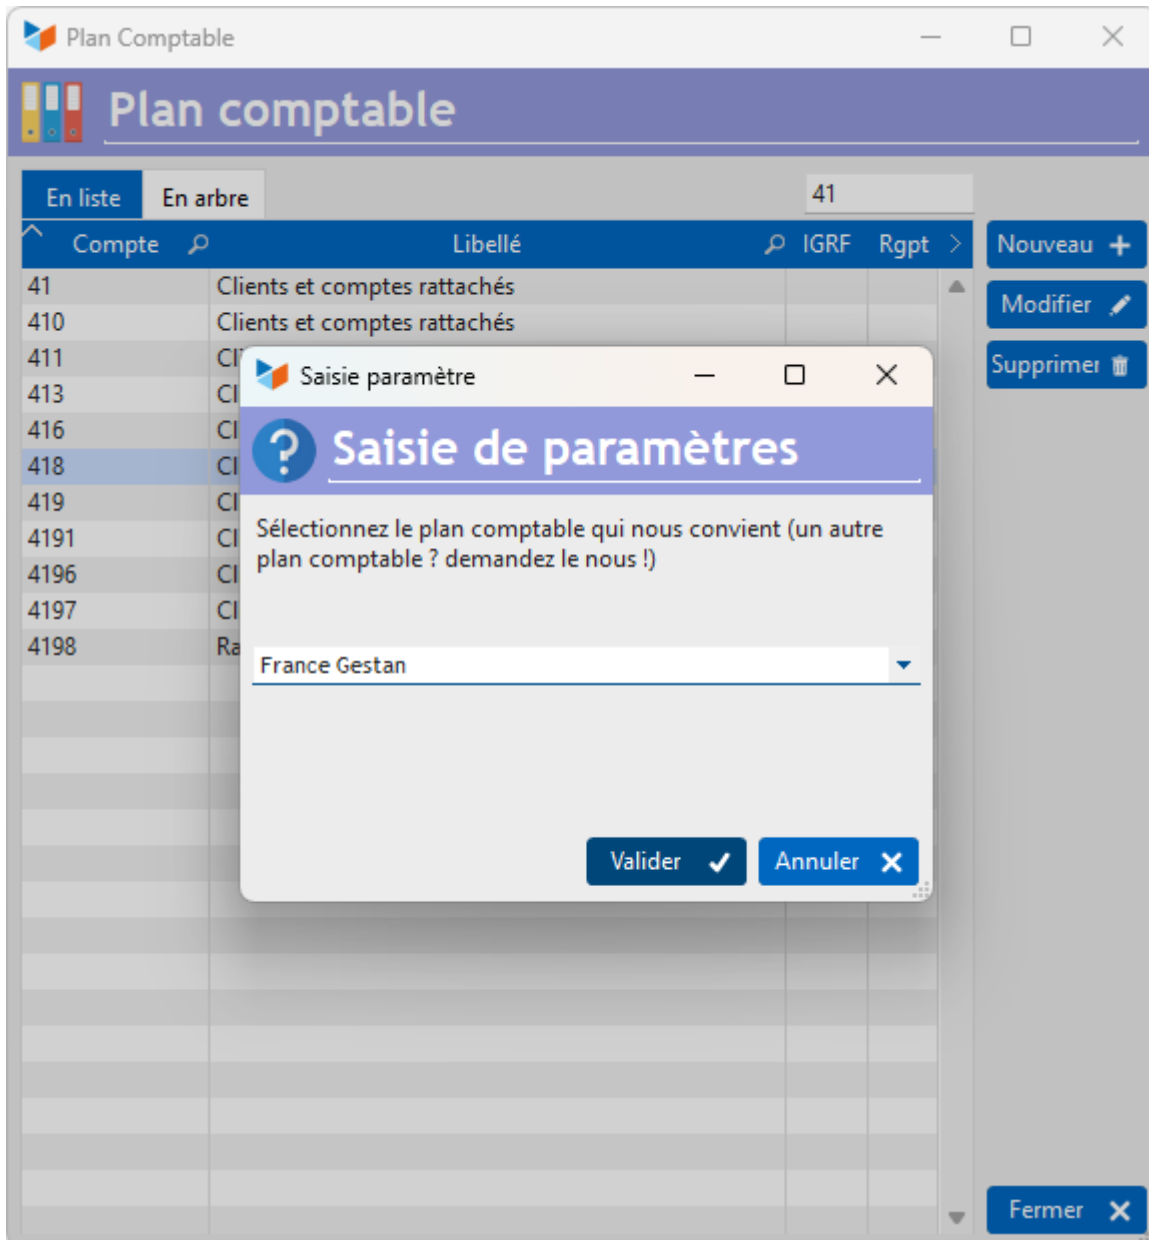 Plan Comptable
Plan comptable
En liste
En arbre
41
Compte
Libellé
IGRF
Rgpt
Nouveau
Modifier
Supprimer
41 Clients et comptes rattachés
410 Clients et comptes rattachés
411
413
416
418
419
4191
4196
4197
4198
Saisie paramètre
Saisie de paramètres
Sélectionnez le plan comptable qui nous convient (un autre
plan comptable ? demandez le nous !)
France Gestan
Valider
Annuler
Fermer